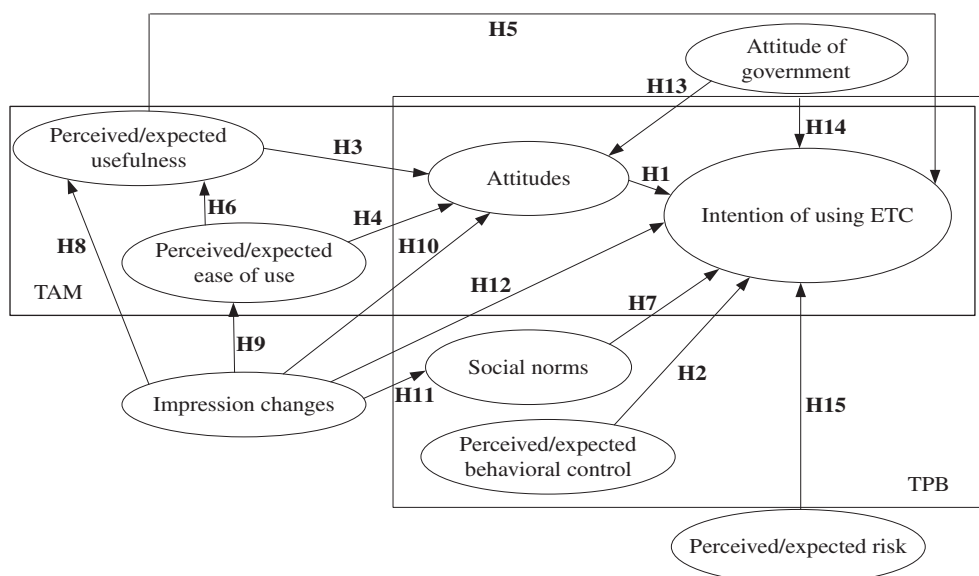 H5
Attitude of
government
H13
Perceived/expected
usefulness
H3
H14
Attitudes
H1
Intention of using ETC
H6
H4
H8
Perceived/expected
ease of use
H10
H12
TAM
H7
H9
Social norms
H2
Impression changes
H11
H15
Perceived/expected
behavioral control
TPB
Perceived/expected risk